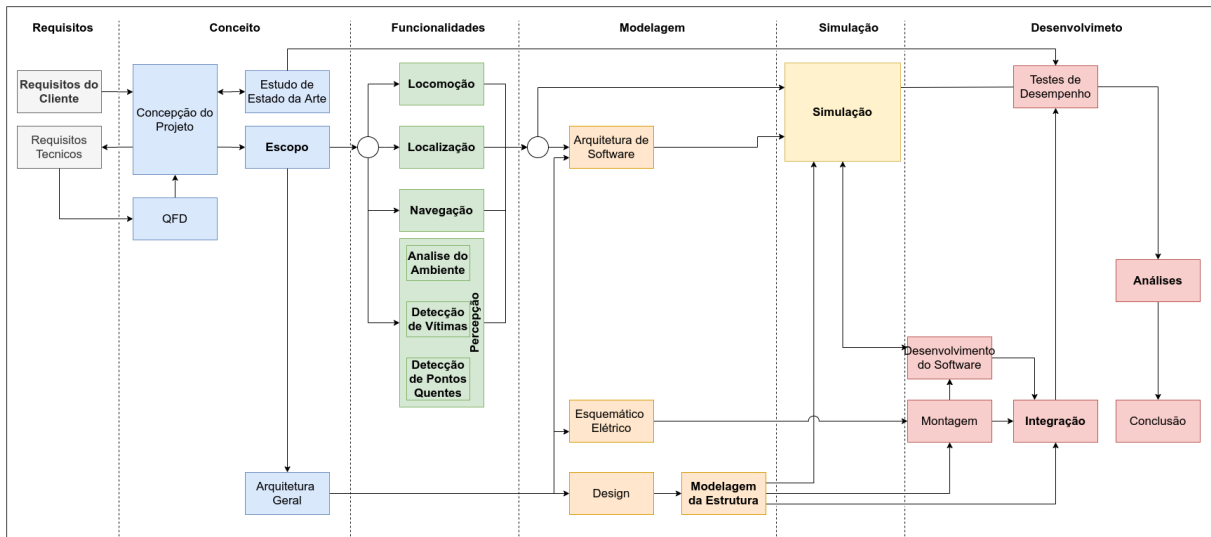 Requisitos
Conceito
Funcionalidades
Modelagem
Simulação
Desenvolvimeto
Requisitos do
Cliente
Requisitos
Tecnicos
Concepção do
Projeto
QFD
Estudo de
Estado da Arte
Escopo
Arquitetura
Geral
Locomoção
Localização
Navegação
Analise do
Ambiente
Detecção
de Vítimas
Detecção
de Pontos
Quentes
Percepção
Arquitetura de
Software
Esquemático
Elétrico
Design
Modelagem
da Estrutura
Simulação
Testes de
Desempenho
Desenvolvimento
do Software
Montagem
Integração
Análises
Conclusão